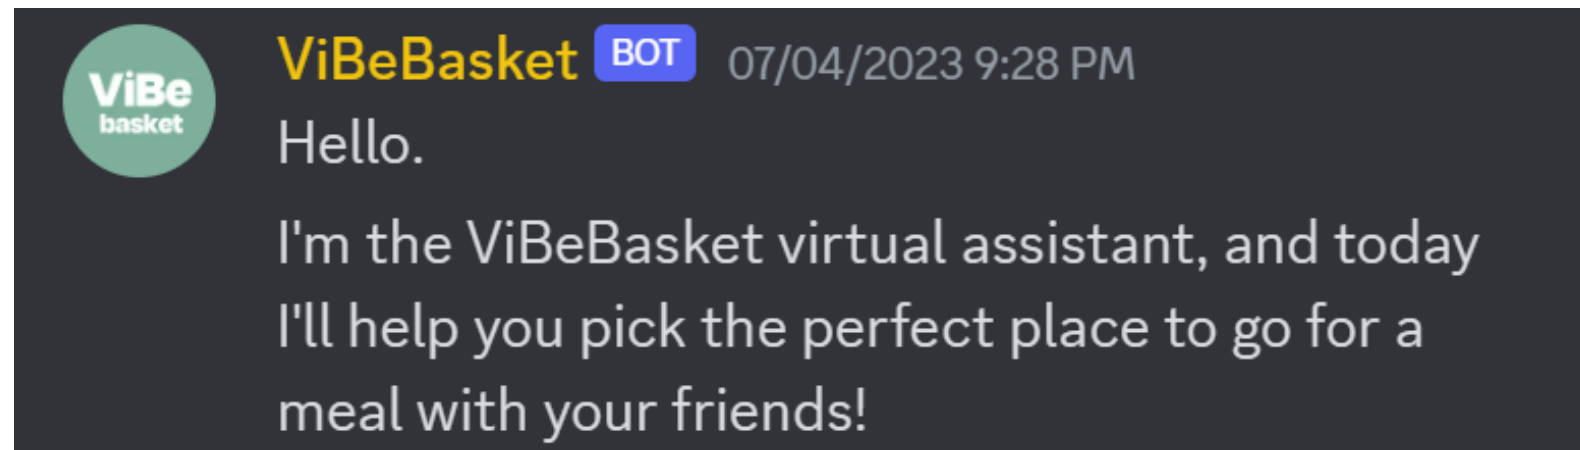 ViBe
basket
ViBeBasket BOT 07/04/2023 9:28 PM
Hello.
I'm the ViBeBasket virtual assistant, and today
I'll help you pick the perfect place to go for a
meal with your friends!